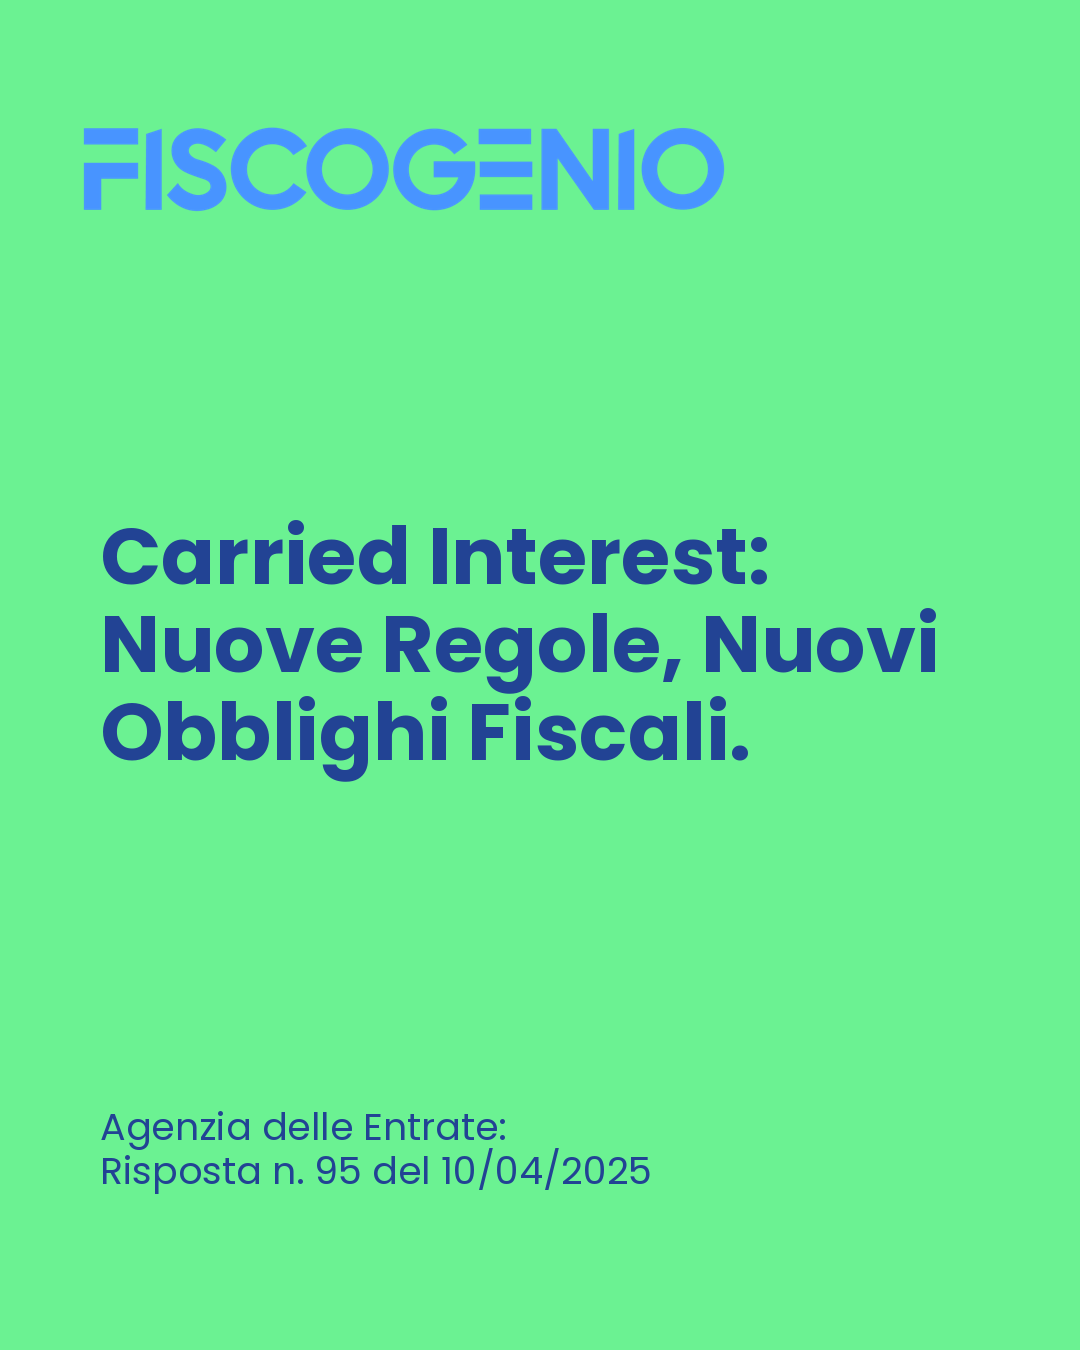 FISCOGENIO
Carried Interest:
Nuove Regole, Nuovi
Obblighi Fiscali.
Agenzia delle Entrate:
Risposta n. 95 del 10/04/2025